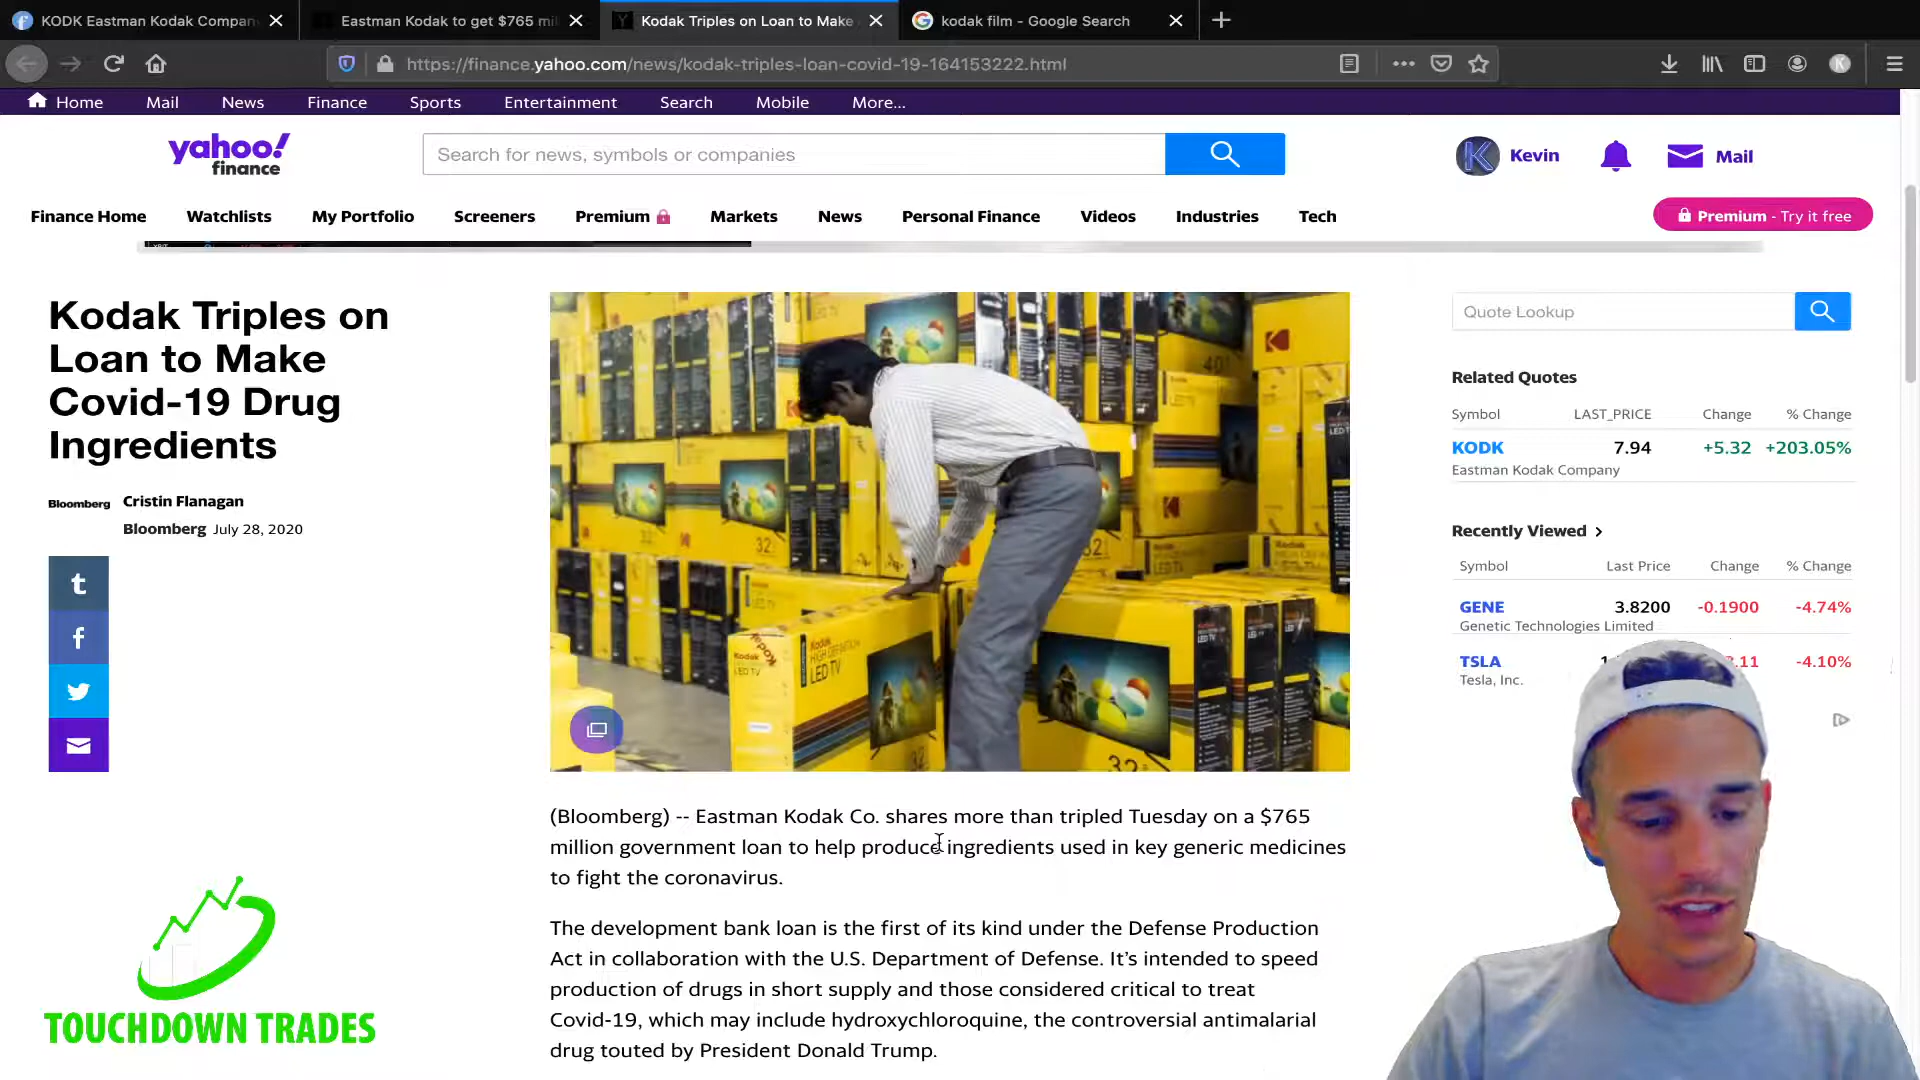 KODK Eastman Kodak Compan
Eastman Kodak to get $765 mil
Kodak Triples on Loan to Make
kodak film - Google Search
https://finance.yahoo.com/news/kodak-triples-loan-covid-19-164153222.html
Home Mail News Finance Sports Entertainment Search Mobile More...
yahoo!
finance
Search for news, symbols or companies
Kevin
Mail
Finance Home Watchlists My Portfolio Screeners Premium Markets News Personal Finance Videos Industries Tech
Premium - Try it free
Kodak Triples on
Loan to Make
Covid-19 Drug
Ingredients
Bloomberg Cristin Flanagan
Bloomberg July 28, 2020
Kodak
HIGH DEFINITION
LED TV
32
(Bloomberg) -- Eastman Kodak Co. shares more than tripled Tuesday on a $765
million government loan to help produce ingredients used in key generic medicines
to fight the coronavirus.
The development bank loan is the first of its kind under the Defense Production
Act in collaboration with the U.S. Department of Defense. It's intended to speed
production of drugs in short supply and those considered critical to treat
Covid-19, which may include hydroxychloroquine, the controversial antimalarial
drug touted by President Donald Trump.
Quote Lookup
Related Quotes
Symbol LAST_PRICE Change % Change
KODK 7.94 +5.32 +203.05%
Eastman Kodak Company
Recently Viewed >
Symbol Last Price Change % Change
GENE 3.8200 -0.1900 -4.74%
Genetic Technologies Limited
TSLA -4.10%
Tesla, Inc.
TOUCHDOWN TRADES